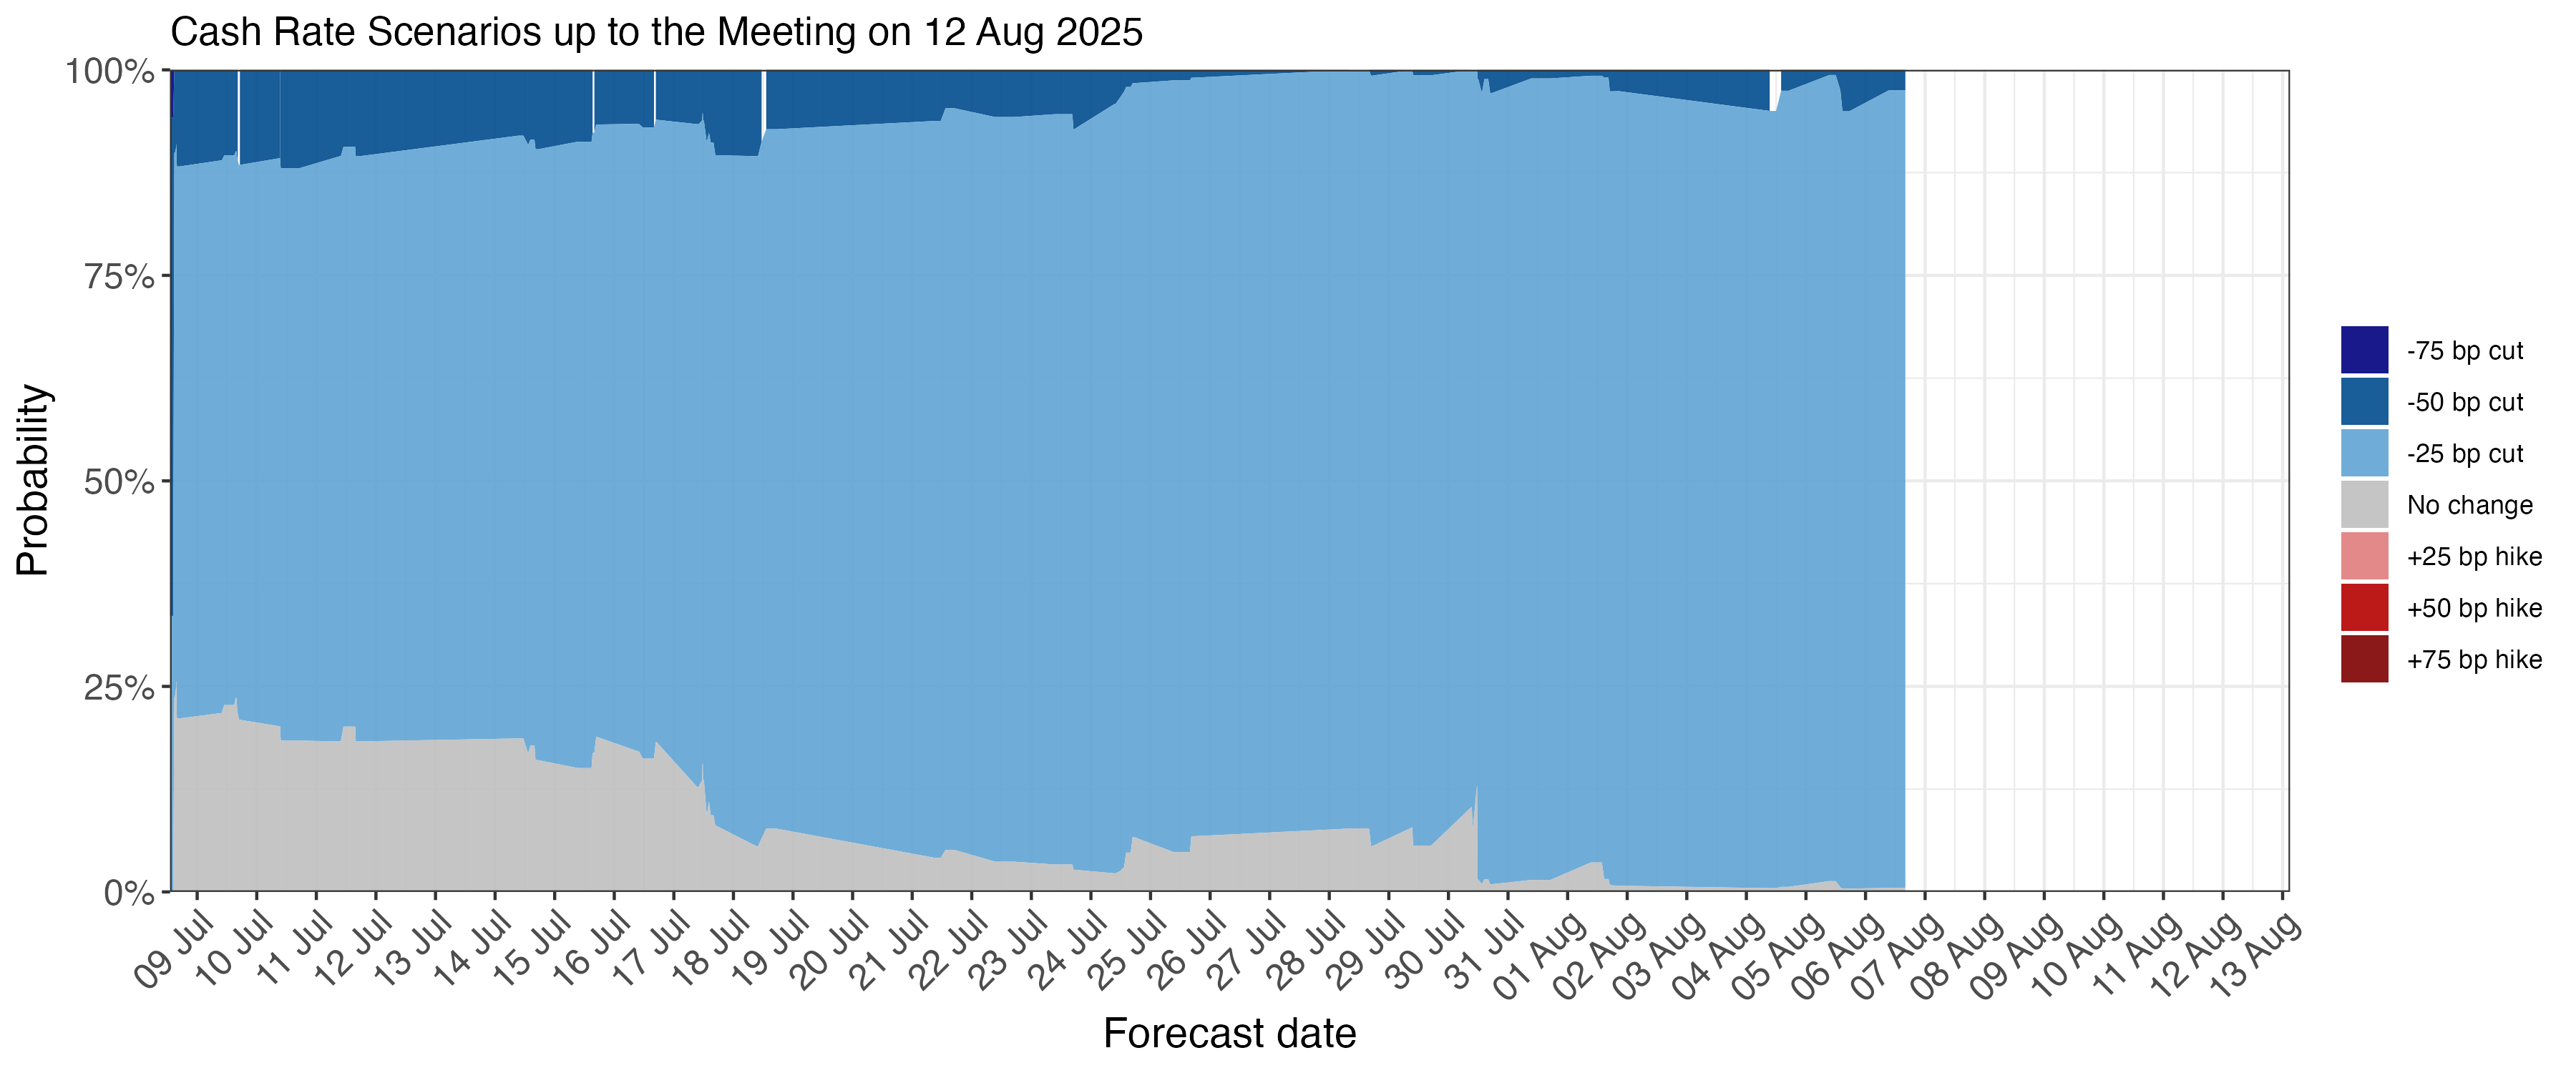 Cash Rate Scenarios up to the Meeting on 12 Aug 2025
100%
75%
50%
25%
0%
Probability
09 Jul
10 Jul
11 Jul
12 Jul
13 Jul
14 Jul
15 Jul
16 Jul
17 Jul
18 Jul
19 Jul
20 Jul
21 Jul
22 Jul
23 Jul
24 Jul
25 Jul
26 Jul
27 Jul
28 Jul
29 Jul
30 Jul
31 Jul
01 Aug
02 Aug
03 Aug
04 Aug
05 Aug
06 Aug
07 Aug
08 Aug
09 Aug
10 Aug
11 Aug
12 Aug
13 Aug
Forecast date
-75 bp cut
-50 bp cut
-25 bp cut
No change
+25 bp hike
+50 bp hike
+75 bp hike